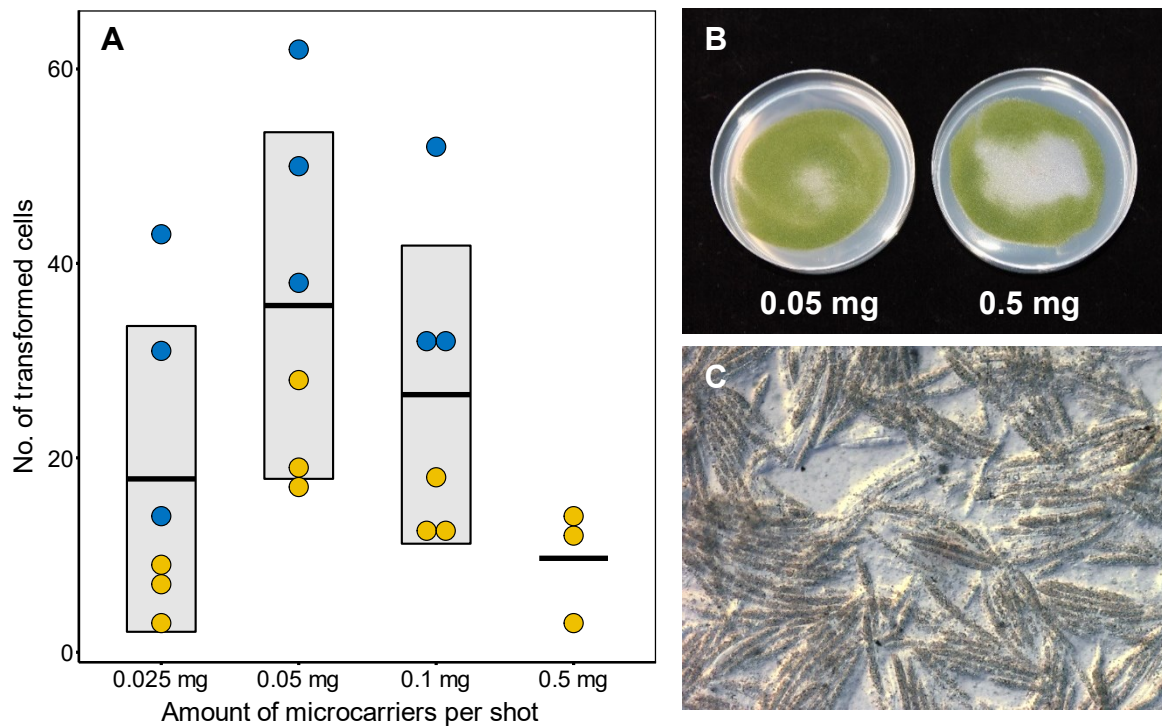 A
No. of transformed cells
60
40
20
0
0.025 mg
0.05 mg
0.1 mg
0.5 mg
Amount of microcarriers per shot
B
0.05 mg
0.5 mg
C